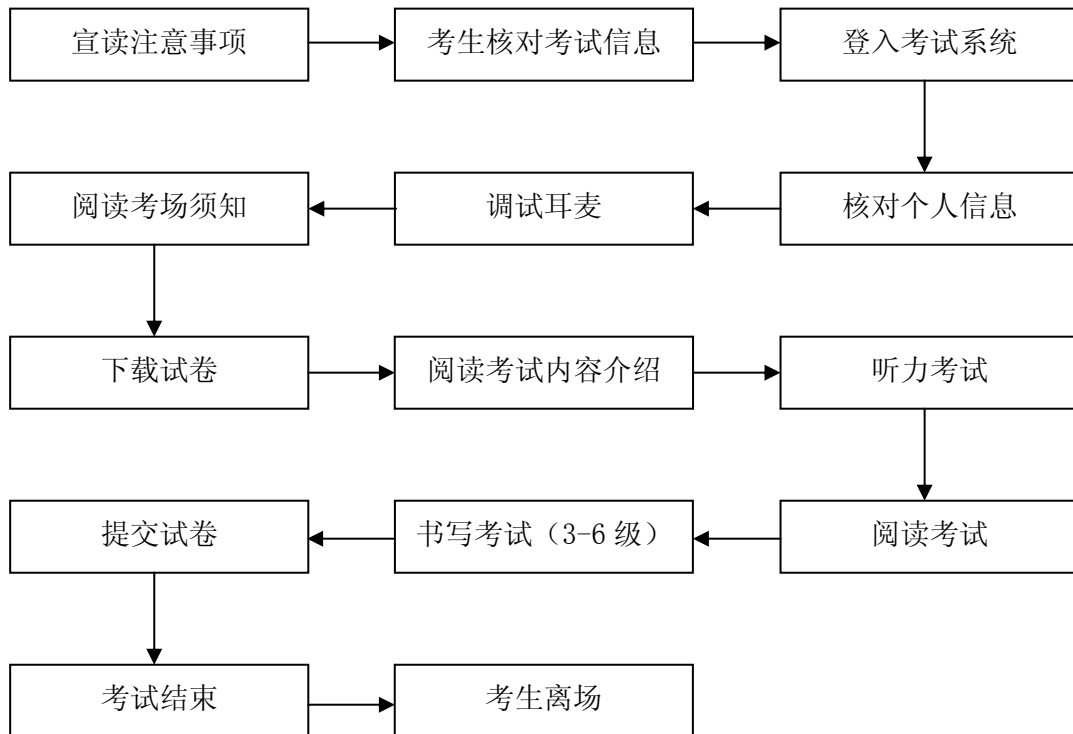 宣读注意事项
考生核对考试信息
登入考试系统
核对个人信息
调试耳麦
阅读考场须知
下载试卷
阅读考试内容介绍
听力考试
阅读考试
书写考试（3-6 级）
提交试卷
考试结束
考生离场